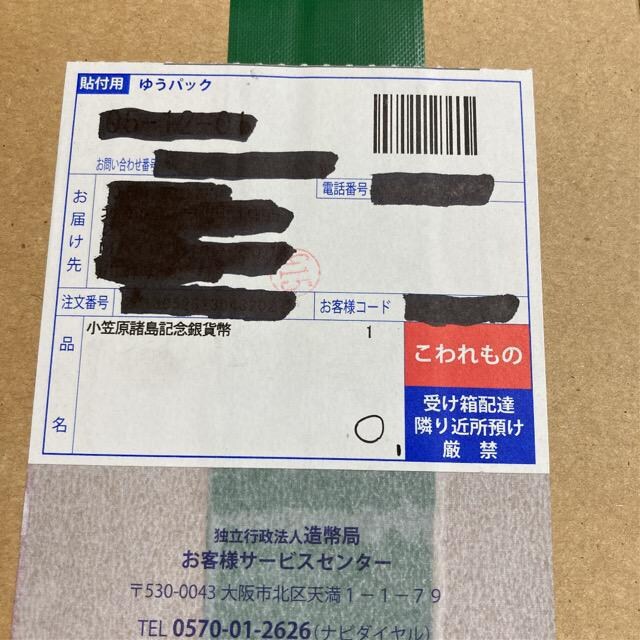 貼付用 ゆうパック
お問い合わせ番号
電話番号
お届け先
注文番号
お客様コード
品名
小笠原諸島記念銀貨幣 1
こわれもの
受け箱配達
隣り近所預け
厳禁
独立行政法人 造幣局
お客様サービスセンター
〒530-0043 大阪市北区天満1-1-79
TEL 0570-01-2626(ナビダイヤル)